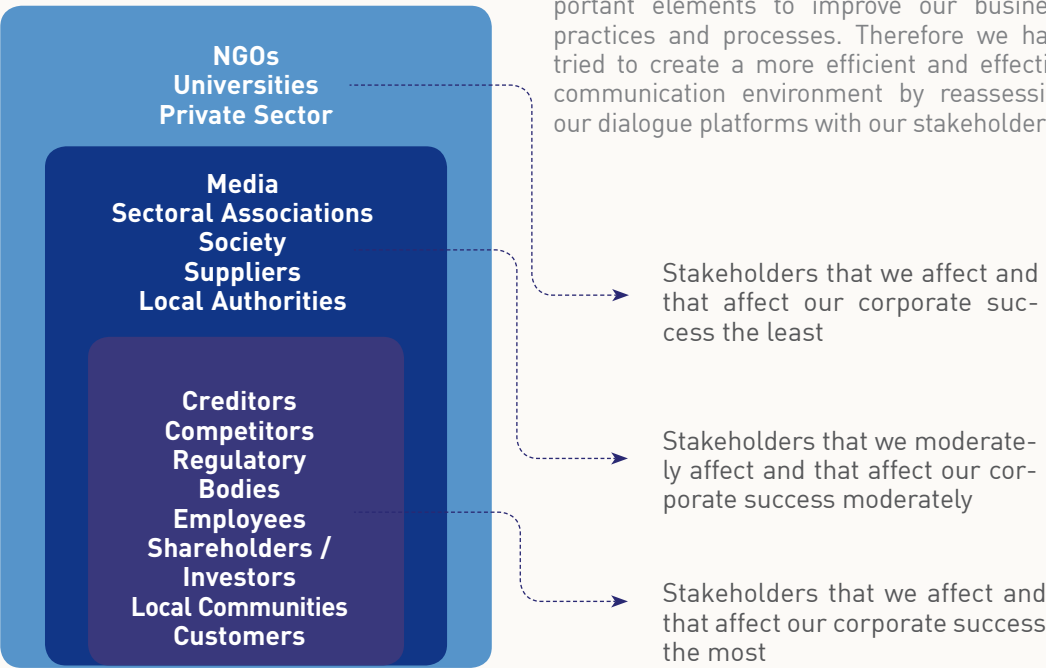 NGOs
Universities
Private Sector
Media
Sectoral Associations
Society
Suppliers
Local Authorities
Creditors
Competitors
Regulatory
Bodies
Employees
Shareholders /
Investors
Local Communities
Customers
elements to improve our
practices and processes. Therefore we
tried to create a more efficient and
communication environment by
our dialogue platforms with our
Stakeholders that we affect and
that affect our corporate suc-
cess the least
Stakeholders that we moderate-
ly affect and that affect our cor-
porate success moderately
Stakeholders that we affect and
that affect our corporate success
the most